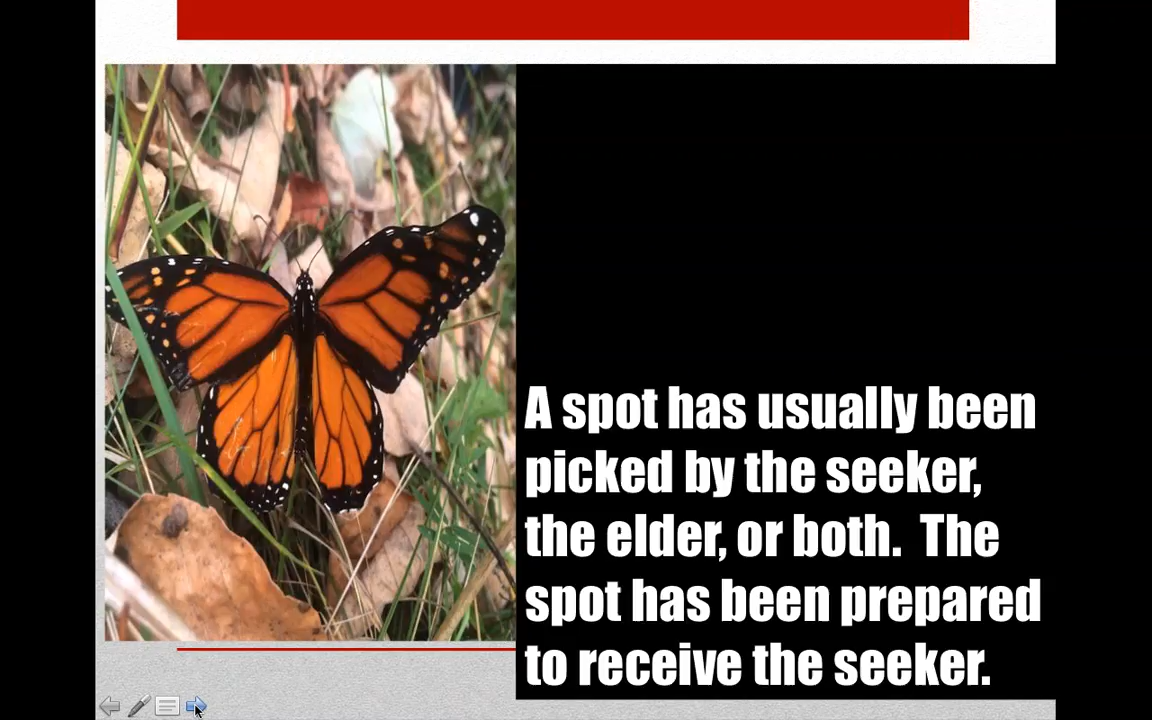 A spot has usually been
picked by the seeker,
the elder, or both.  The
spot has been prepared
to receive the seeker.